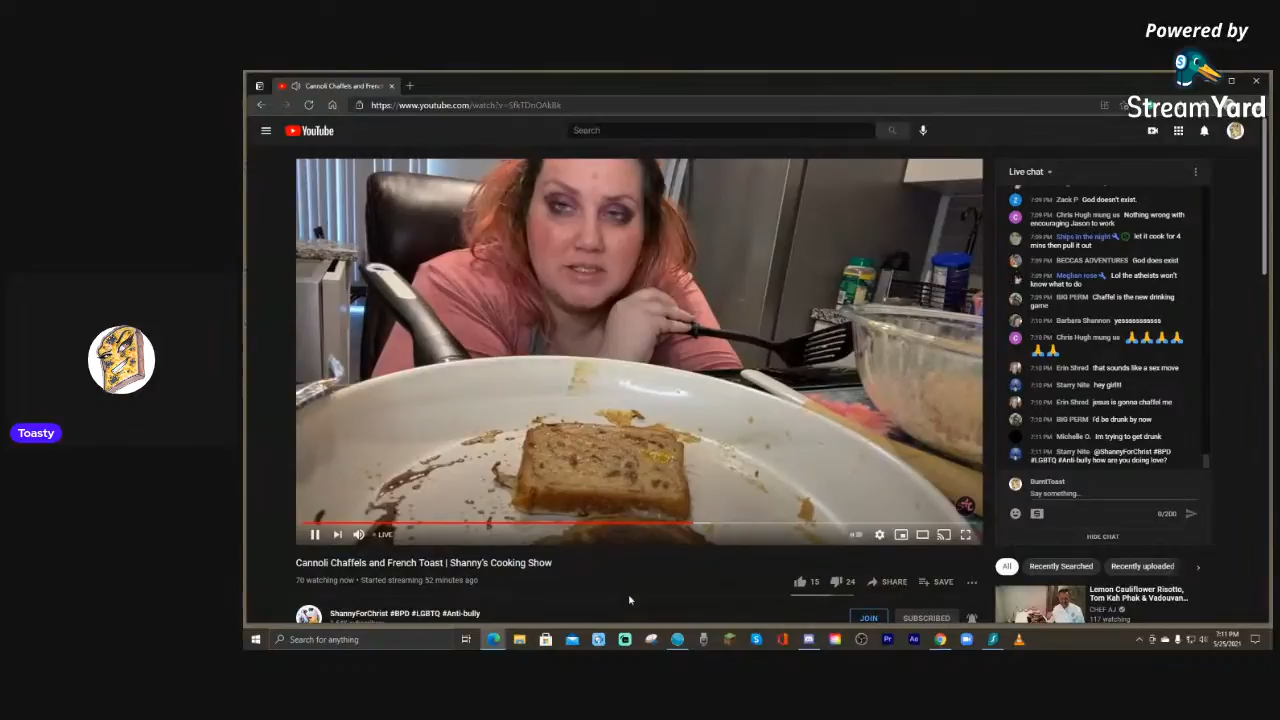 Powered by
StreamYard
Cannoli Chaffels and Frenc
https://www.youtube.com/watch?v=SfkTDnOAkBk
YouTube
Search
Live chat
7:09 PM Zack P God doesn't exist.
7:09 PM Chris Hugh mung us Nothing wrong with
encouraging Jason to work
7:09 PM Ships in the night let it cook for 4
mins then pull it out
7:09 PM BECCAS ADVENTURES God does exist
7:09 PM Meghan rose Lol the atheists won't
know what to do
7:09 PM BIG PERM Chaffel is the new drinking
game
7:10 PM Barbara Shannon yesssssssssss
7:10 PM Chris Hugh mung us 🙏🙏🙏🙏
🙏🙏
7:10 PM Erin Shred that sounds like a sex move
7:10 PM Starry Nite hey girl!!!
7:10 PM Erin Shred jesus is gonna chaffel me
7:10 PM BIG PERM I'd be drunk by now
7:11 PM Michelle O. Im trying to get drunk
7:11 PM Starry Nite @ShannyForChrist #BPD
#LGBTQ #Anti-bully how are you doing love?
BurntToast
Say something...
0/200
HIDE CHAT
Toasty
LIVE
Cannoli Chaffels and French Toast | Shanny's Cooking Show
70 watching now • Started streaming 52 minutes ago
15 24 SHARE SAVE
ShannyForChrist #BPD #LGBTQ #Anti-bully
JOIN SUBSCRIBED
All Recently Searched Recently uploaded
Lemon Cauliflower Risotto,
Tom Kah Phak & Vadouvan...
CHEF AJ
117 watching
Search for anything
7:11 PM
5/25/2021